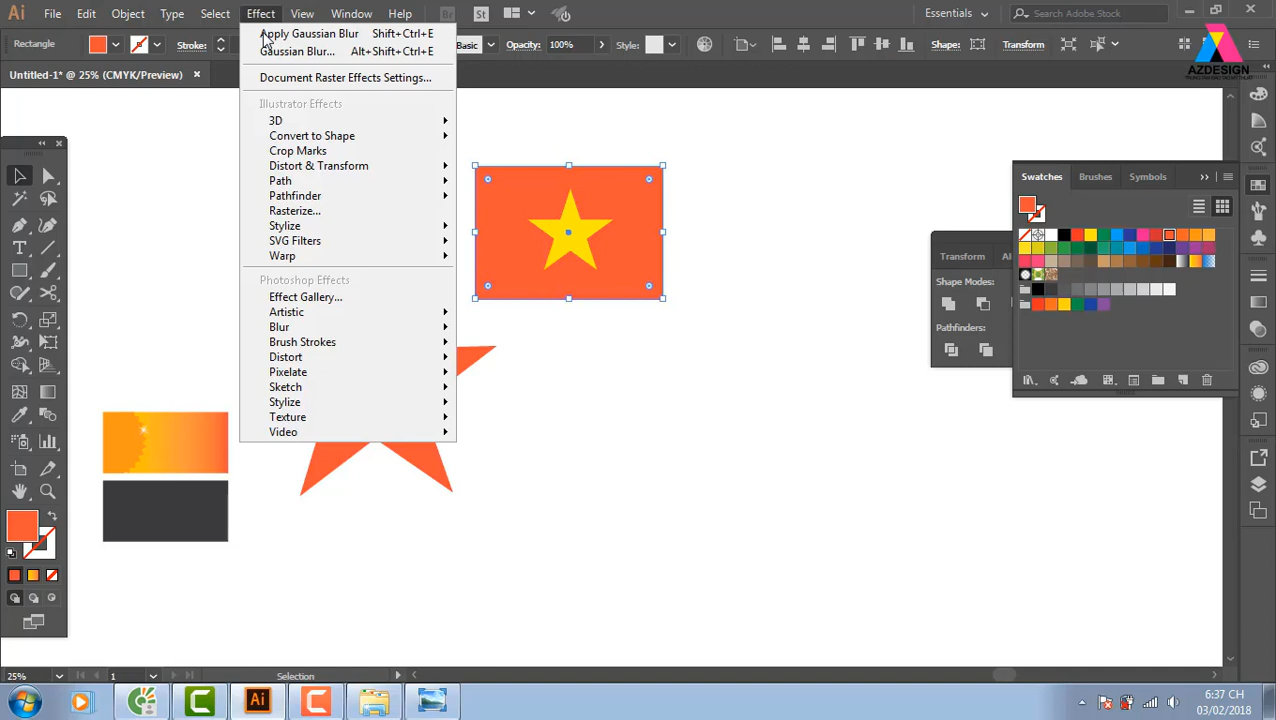 Ai File Edit Object Type Select Effect View Window Help Br St Essentials Search Adobe Stock
Rectangle Stroke: Basic Opacity: 100% Style: Shape: Transform
Untitled-1* @ 25% (CMYK/Preview)
AZDESIGN
Apply Gaussian Blur Shift+Ctrl+E
Gaussian Blur... Alt+Shift+Ctrl+E
Document Raster Effects Settings...
Illustrator Effects
3D
Convert to Shape
Crop Marks
Distort & Transform
Path
Pathfinder
Rasterize...
Stylize
SVG Filters
Warp
Photoshop Effects
Effect Gallery...
Artistic
Blur
Brush Strokes
Distort
Pixelate
Sketch
Stylize
Texture
Video
Swatches Brushes Symbols
Transform
Shape Modes:
Pathfinders:
25% 1 Selection
Ai
6:37 CH
03/02/2018